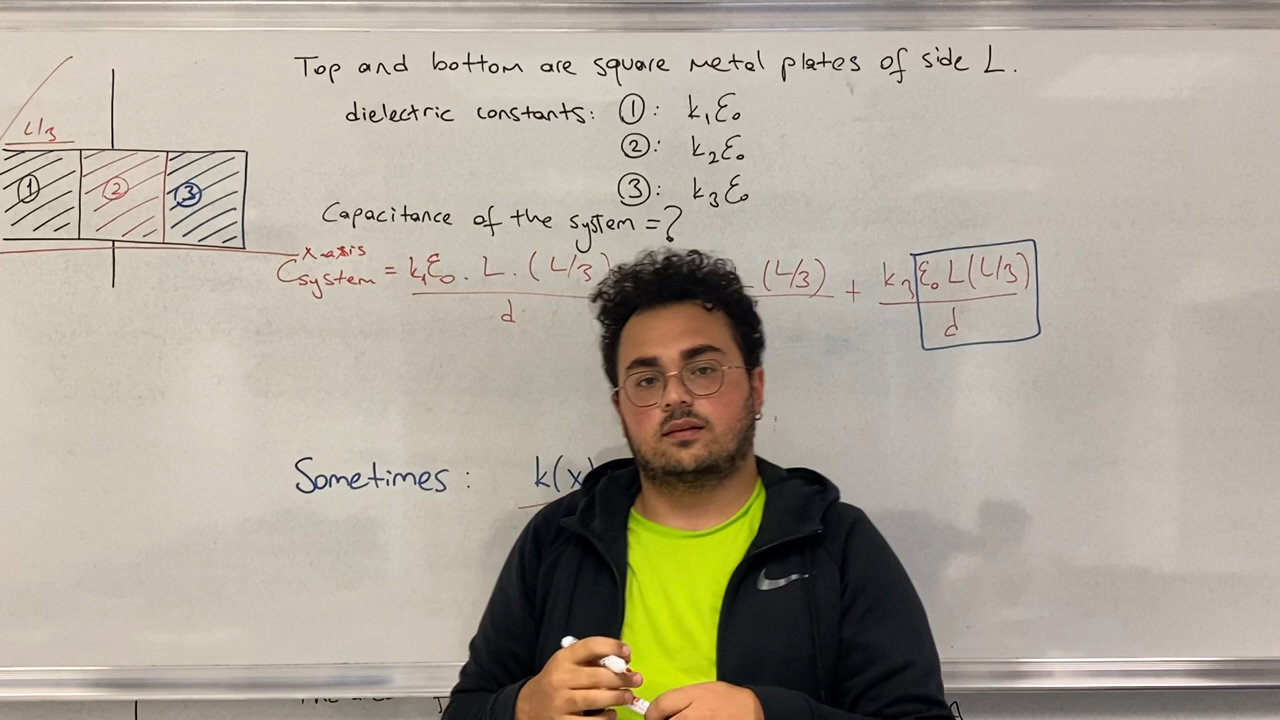 Top and bottom are square metal plates of side L.
dielectric constants: ①: k₁ε₀
②: k₂ε₀
③: k₃ε₀
L/3
① ② ③
Capacitance of the system = ?
x-axis
C_system = k₁ε₀ . L . (L/3) / d (L/3) + k₃ ε₀ L (L/3) / d
Sometimes: k(x)